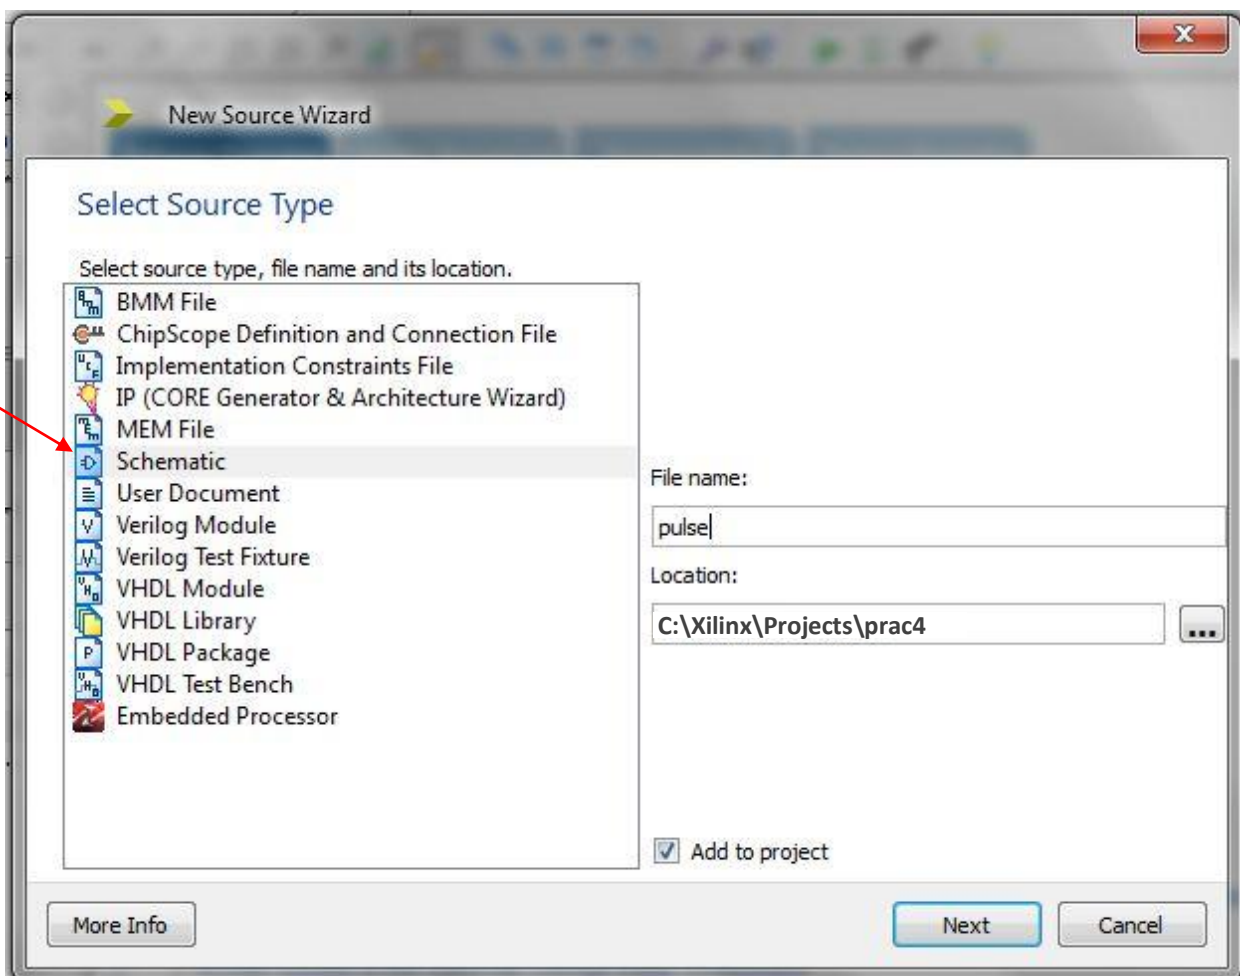 New Source Wizard
Select Source Type
Select source type, file name and its location.
BMM File
ChipScope Definition and Connection File
Implementation Constraints File
IP (CORE Generator & Architecture Wizard)
MEM File
Schematic
User Document
Verilog Module
Verilog Test Fixture
VHDL Module
VHDL Library
VHDL Package
VHDL Test Bench
Embedded Processor
File name:
pulse
Location:
C:\Xilinx\Projects\prac4
...
Add to project
More Info
Next
Cancel